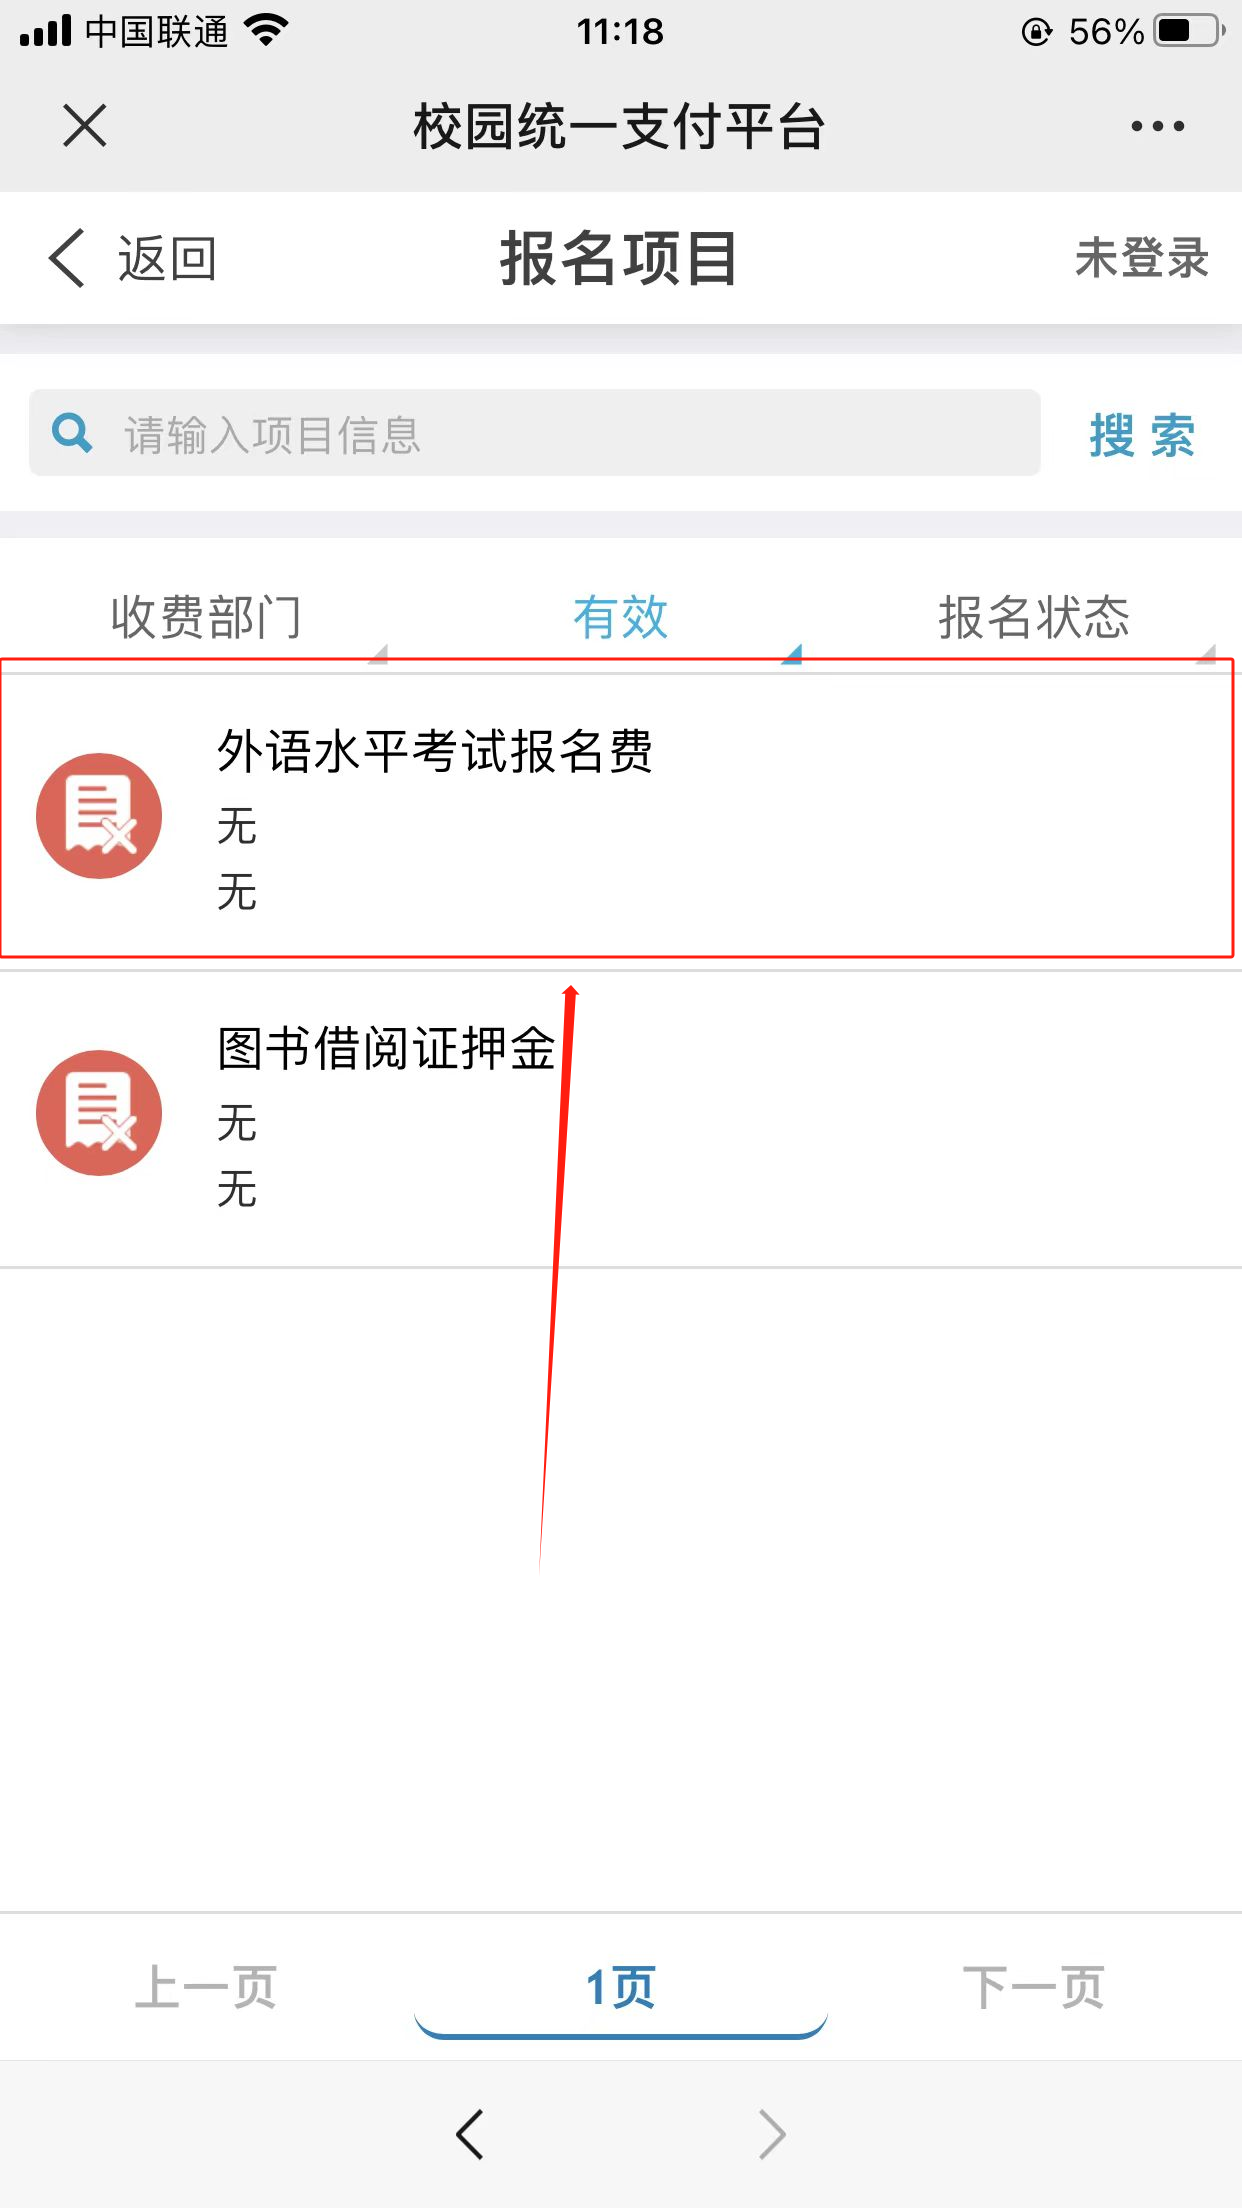 中国联通 11:18 56%
校园统一支付平台
返回 报名项目 未登录
请输入项目信息 搜 索
收费部门 有效 报名状态
外语水平考试报名费
无
无
图书借阅证押金
无
无
上一页 1页 下一页